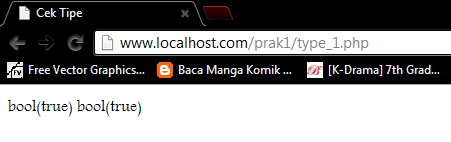 Cek Tipe
www.localhost.com/prak1/type_1.php
Free Vector Graphics... Baca Manga Komik ... [K-Drama] 7th Grad...
bool(true) bool(true)